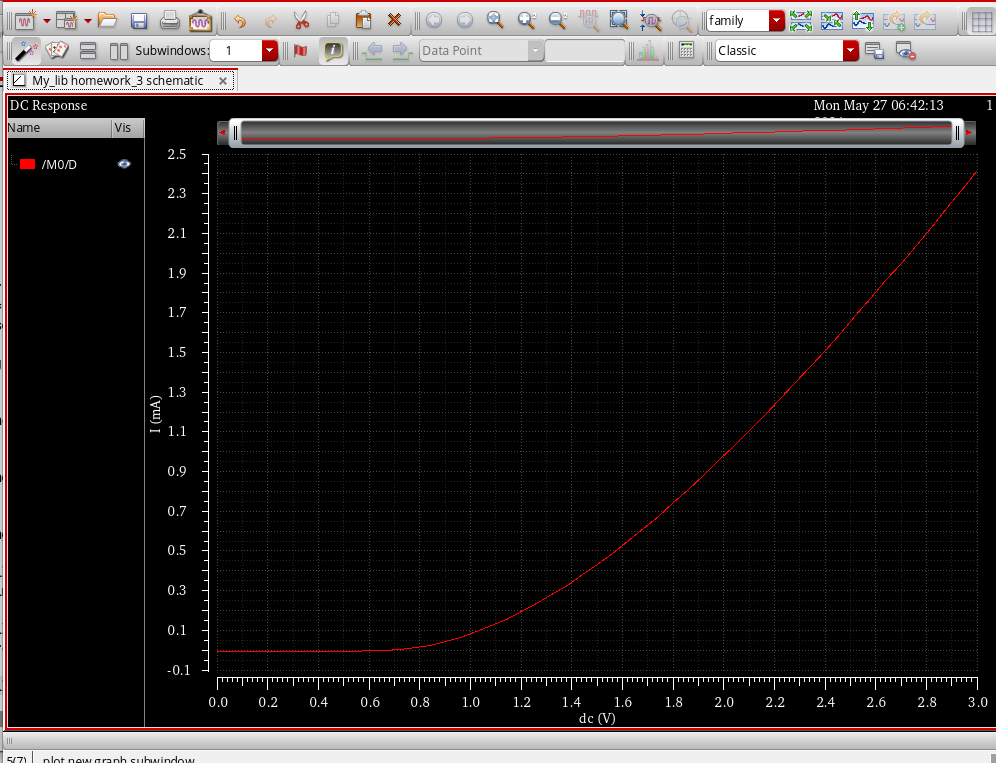 family
Subwindows: 1
Data Point
Classic
My_lib homework_3 schematic
DC Response
Mon May 27 06:42:13
1
Name Vis
/M0/D
2.5
2.3
2.1
1.9
1.7
1.5
1.3
1.1
0.9
0.7
0.5
0.3
0.1
-0.1
I (mA)
0.0 0.2 0.4 0.6 0.8 1.0 1.2 1.4 1.6 1.8 2.0 2.2 2.4 2.6 2.8 3.0
dc (V)
5(7) plot new graph subwindow